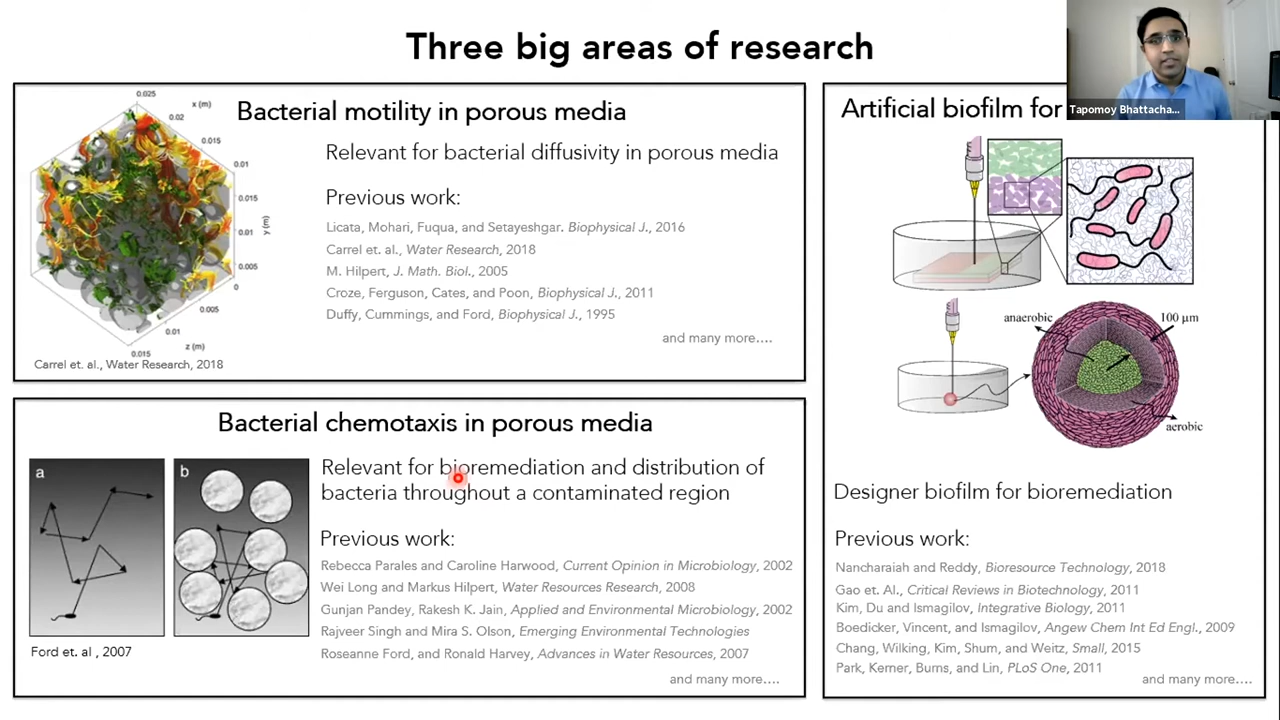 Three big areas of research
Tapomoy Bhattacha...
0.025
x (m)
0.02
0.015
0.01
0.015
0.01
y (m)
0.005
0
0.005
0.01
z (m)
0.015
Carrel et. al., Water Research, 2018
Bacterial motility in porous media
Relevant for bacterial diffusivity in porous media
Previous work:
Licata, Mohari, Fuqua, and Setayeshgar. Biophysical J., 2016
Carrel et. al., Water Research, 2018
M. Hilpert, J. Math. Biol., 2005
Croze, Ferguson, Cates, and Poon, Biophysical J., 2011
Duffy, Cummings, and Ford, Biophysical J., 1995
and many more....
Bacterial chemotaxis in porous media
a
b
Ford et. al , 2007
Relevant for bioremediation and distribution of
bacteria throughout a contaminated region
Previous work:
Rebecca Parales and Caroline Harwood, Current Opinion in Microbiology, 2002
Wei Long and Markus Hilpert, Water Resources Research, 2008
Gunjan Pandey, Rakesh K. Jain, Applied and Environmental Microbiology, 2002
Rajveer Singh and Mira S. Olson, Emerging Environmental Technologies
Roseanne Ford, and Ronald Harvey, Advances in Water Resources, 2007
and many more....
Artificial biofilm for
anaerobic
100 μm
aerobic
Designer biofilm for bioremediation
Previous work:
Nancharaiah and Reddy, Bioresource Technology, 2018
Gao et. Al., Critical Reviews in Biotechnology, 2011
Kim, Du and Ismagilov, Integrative Biology, 2011
Boedicker, Vincent, and Ismagilov, Angew Chem Int Ed Engl., 2009
Chang, Wilking, Kim, Shum, and Weitz, Small, 2015
Park, Kerner, Burns, and Lin, PLoS One, 2011
and many more....